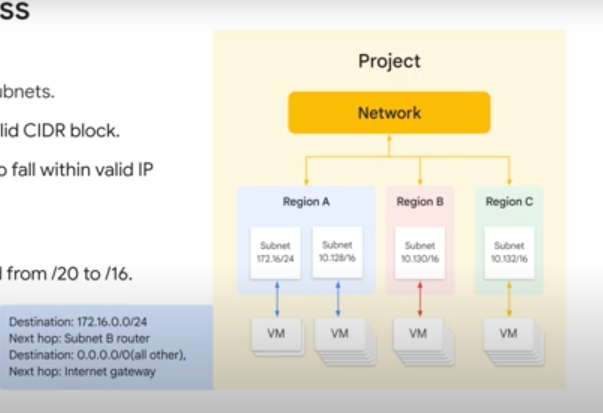 ss
ubnets.
lid CIDR block.
o fall within valid IP
d from /20 to /16.
Destination: 172.16.0.0/24
Next hop: Subnet B router
Destination: 0.0.0.0/0(all other),
Next hop: Internet gateway
Project
Network
Region A
Region B
Region C
Subnet
172.16/24
Subnet
10.128/16
Subnet
10.130/16
Subnet
10.132/16
VM
VM
VM
VM